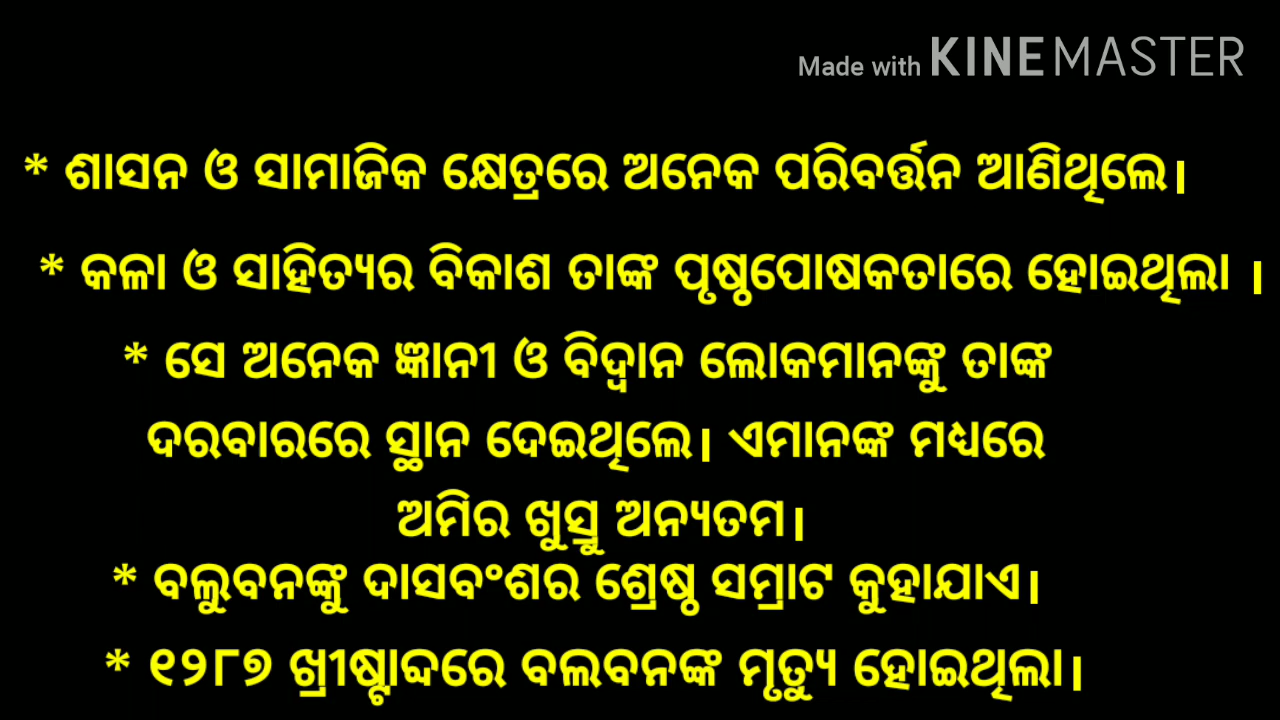 Made with KINEMASTER
* ଶାସନ ଓ ସାମାଜିକ କ୍ଷେତ୍ରରେ ଅନେକ ପରିବର୍ତ୍ତନ ଆଣିଥିଲେ।
* କଳା ଓ ସାହିତ୍ୟର ବିକାଶ ତାଙ୍କ ପୃଷ୍ଠପୋଷକତାରେ ହୋଇଥିଲା ।
* ସେ ଅନେକ ଜ୍ଞାନୀ ଓ ବିଦ୍ୱାନ ଲୋକମାନଙ୍କୁ ତାଙ୍କ
ଦରବାରରେ ସ୍ଥାନ ଦେଇଥିଲେ। ଏମାନଙ୍କ ମଧ୍ୟରେ
ଅମିର ଖୁସ୍ରୁ ଅନ୍ୟତମ।
* ବଲୁବନଙ୍କୁ ଦାସବଂଶର ଶ୍ରେଷ୍ଠ ସମ୍ରାଟ କୁହାଯାଏ।
* ୧୨୮୭ ଖ୍ରୀଷ୍ଟାବ୍ଦରେ ବଲବନଙ୍କ ମୃତ୍ୟୁ ହୋଇଥିଲା।